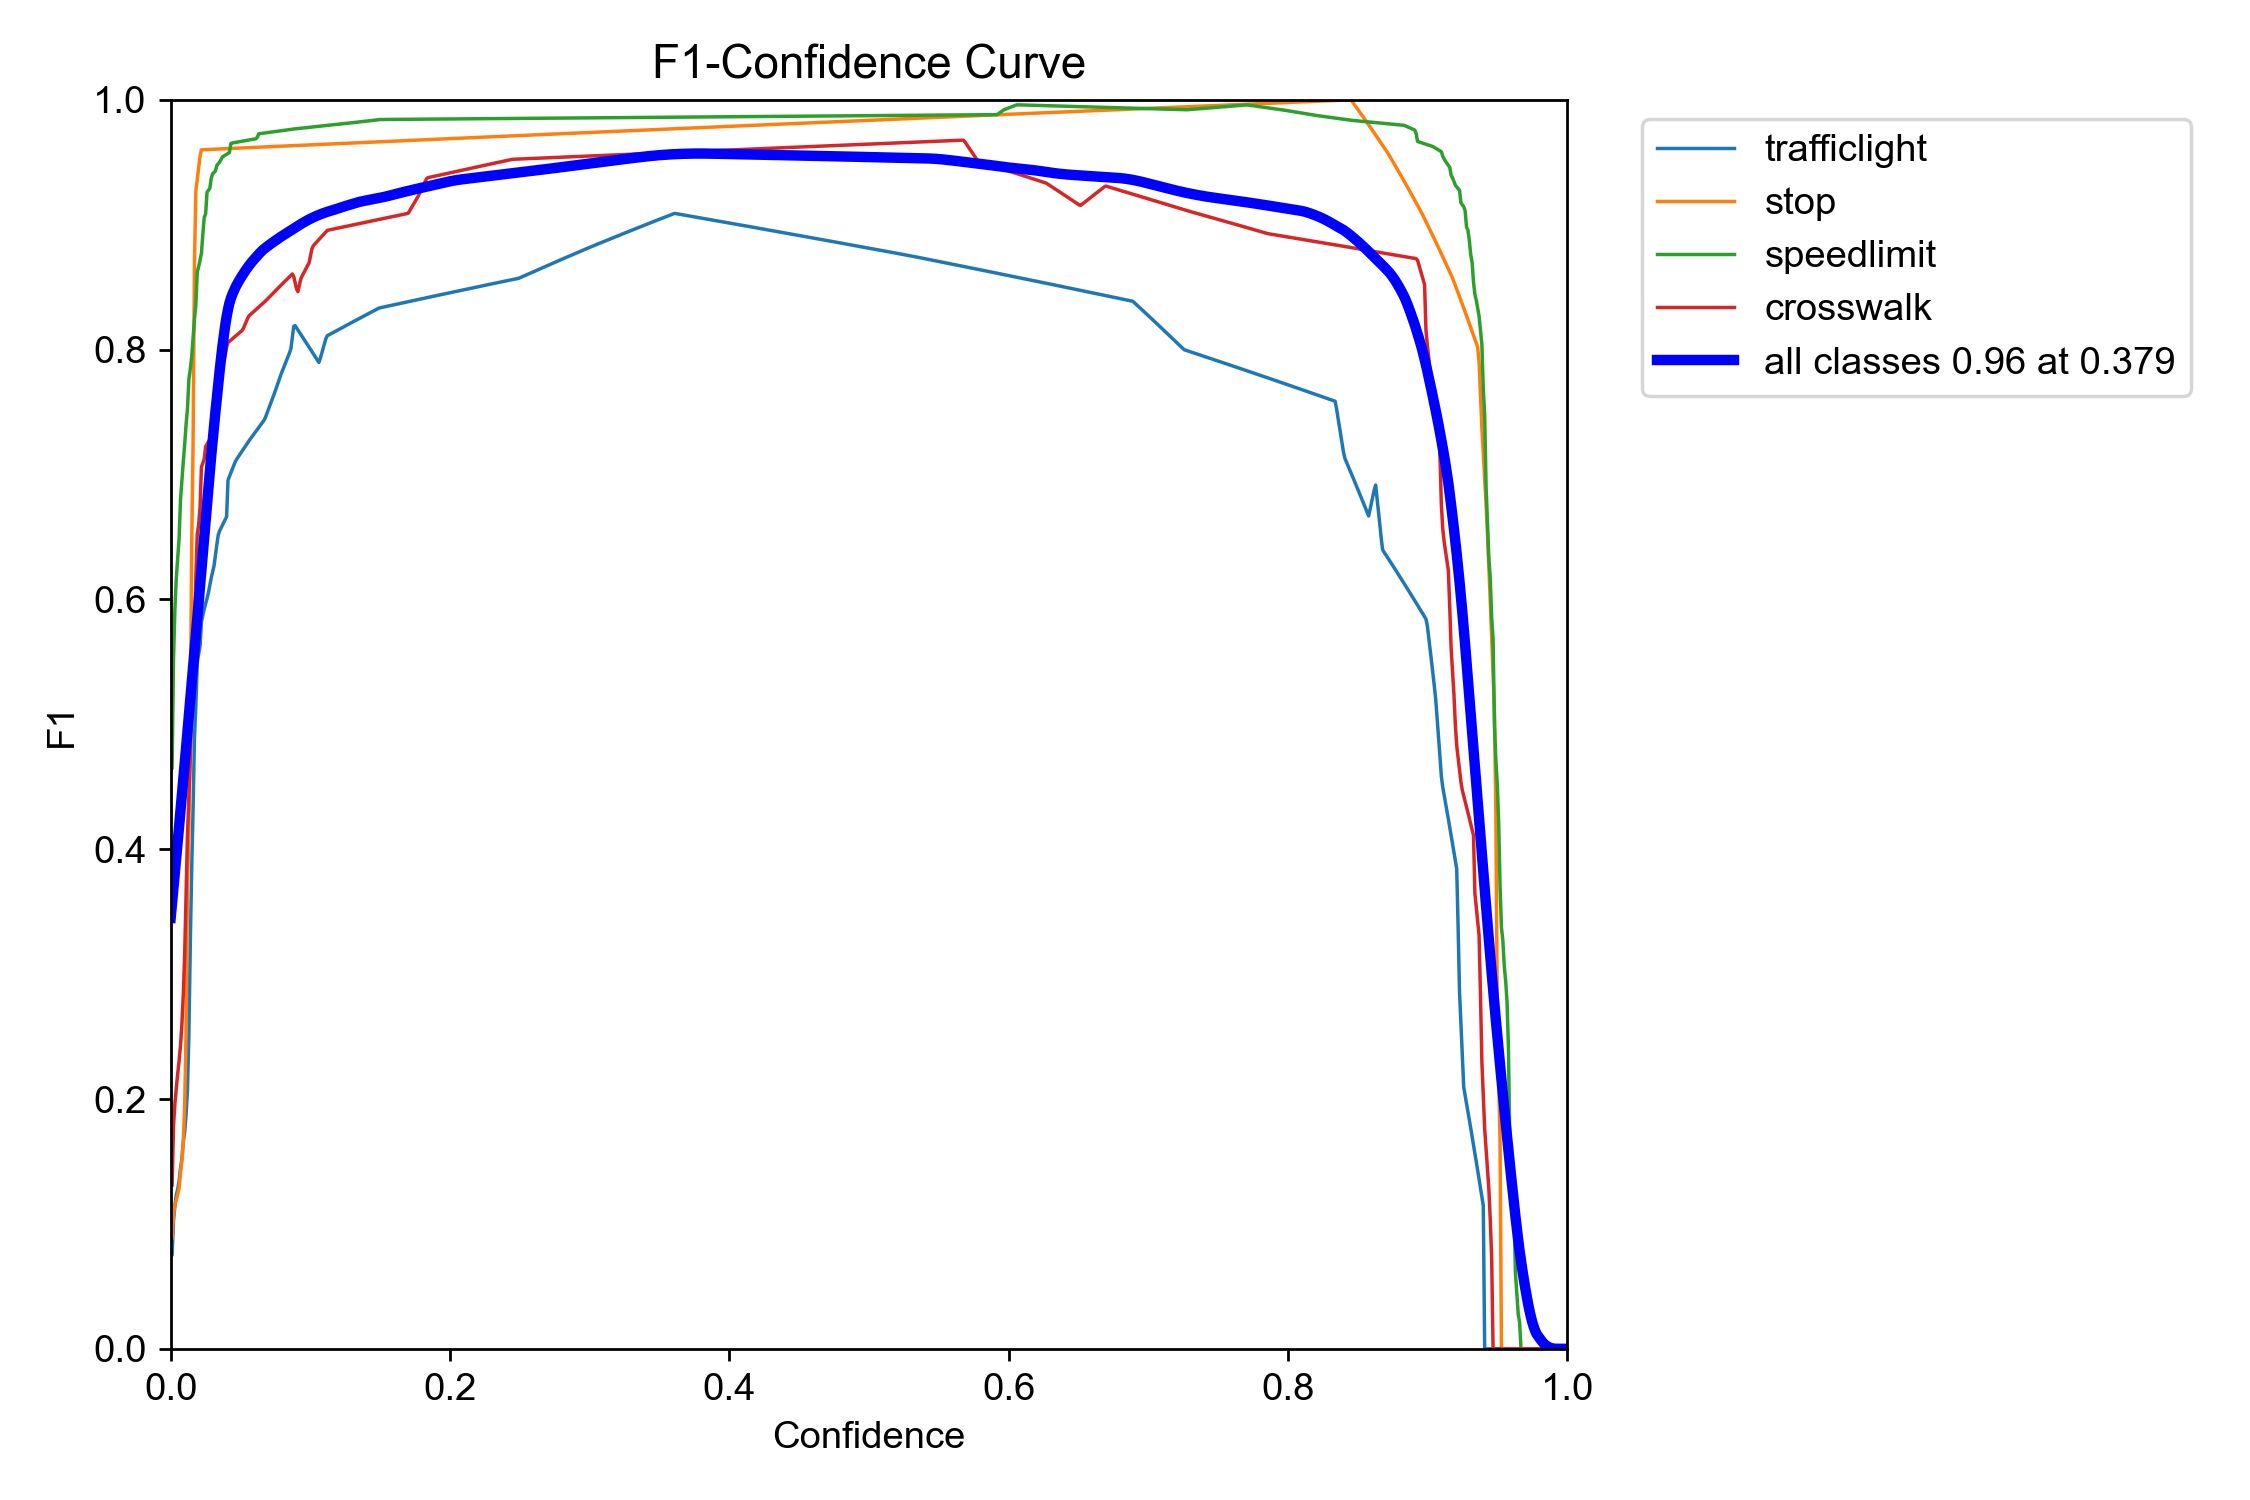 F1-Confidence Curve
1.0
0.8
0.6
0.4
0.2
0.0
F1
0.0 0.2 0.4 0.6 0.8 1.0
Confidence
trafficlight
stop
speedlimit
crosswalk
all classes 0.96 at 0.379